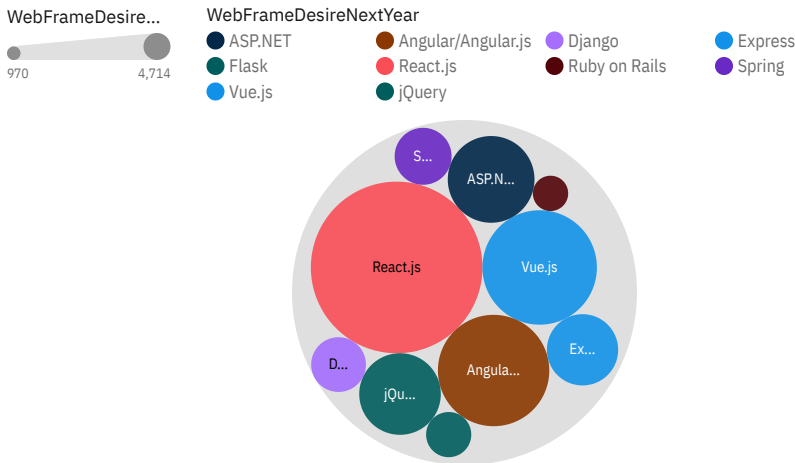 WebFrameDesire...
970
4,714
WebFrameDesireNextYear
ASP.NET
Angular/Angular.js
Django
Express
Flask
React.js
Ruby on Rails
Spring
Vue.js
jQuery
S...
ASP.N...
React.js
Vue.js
D...
Ex...
Angula...
jQu...